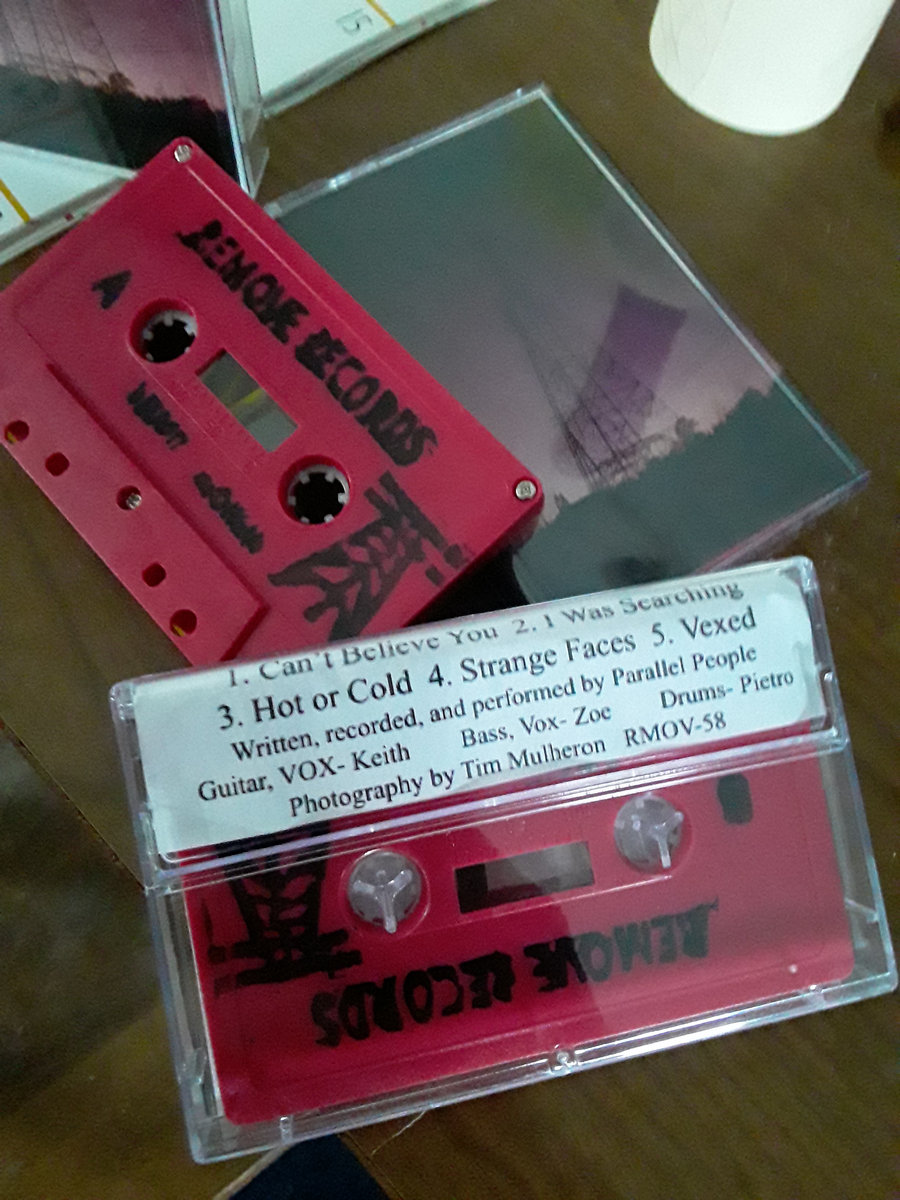 15
REMOVE RECORDS
A
1. Can't Believe You 2. I Was Searching
3. Hot or Cold 4. Strange Faces 5. Vexed
Written, recorded, and performed by Parallel People
Guitar, VOX- Keith Bass, Vox- Zoe Drums- Pietro
Photography by Tim Mulheron RMOV-58
REMOVE RECORDS